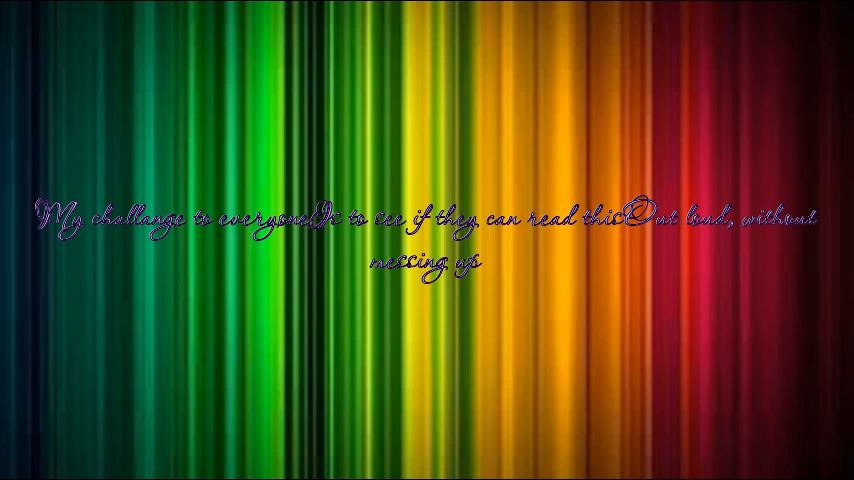 My challange to everyoneIs to see if they can read thisOut loud, without
messing up